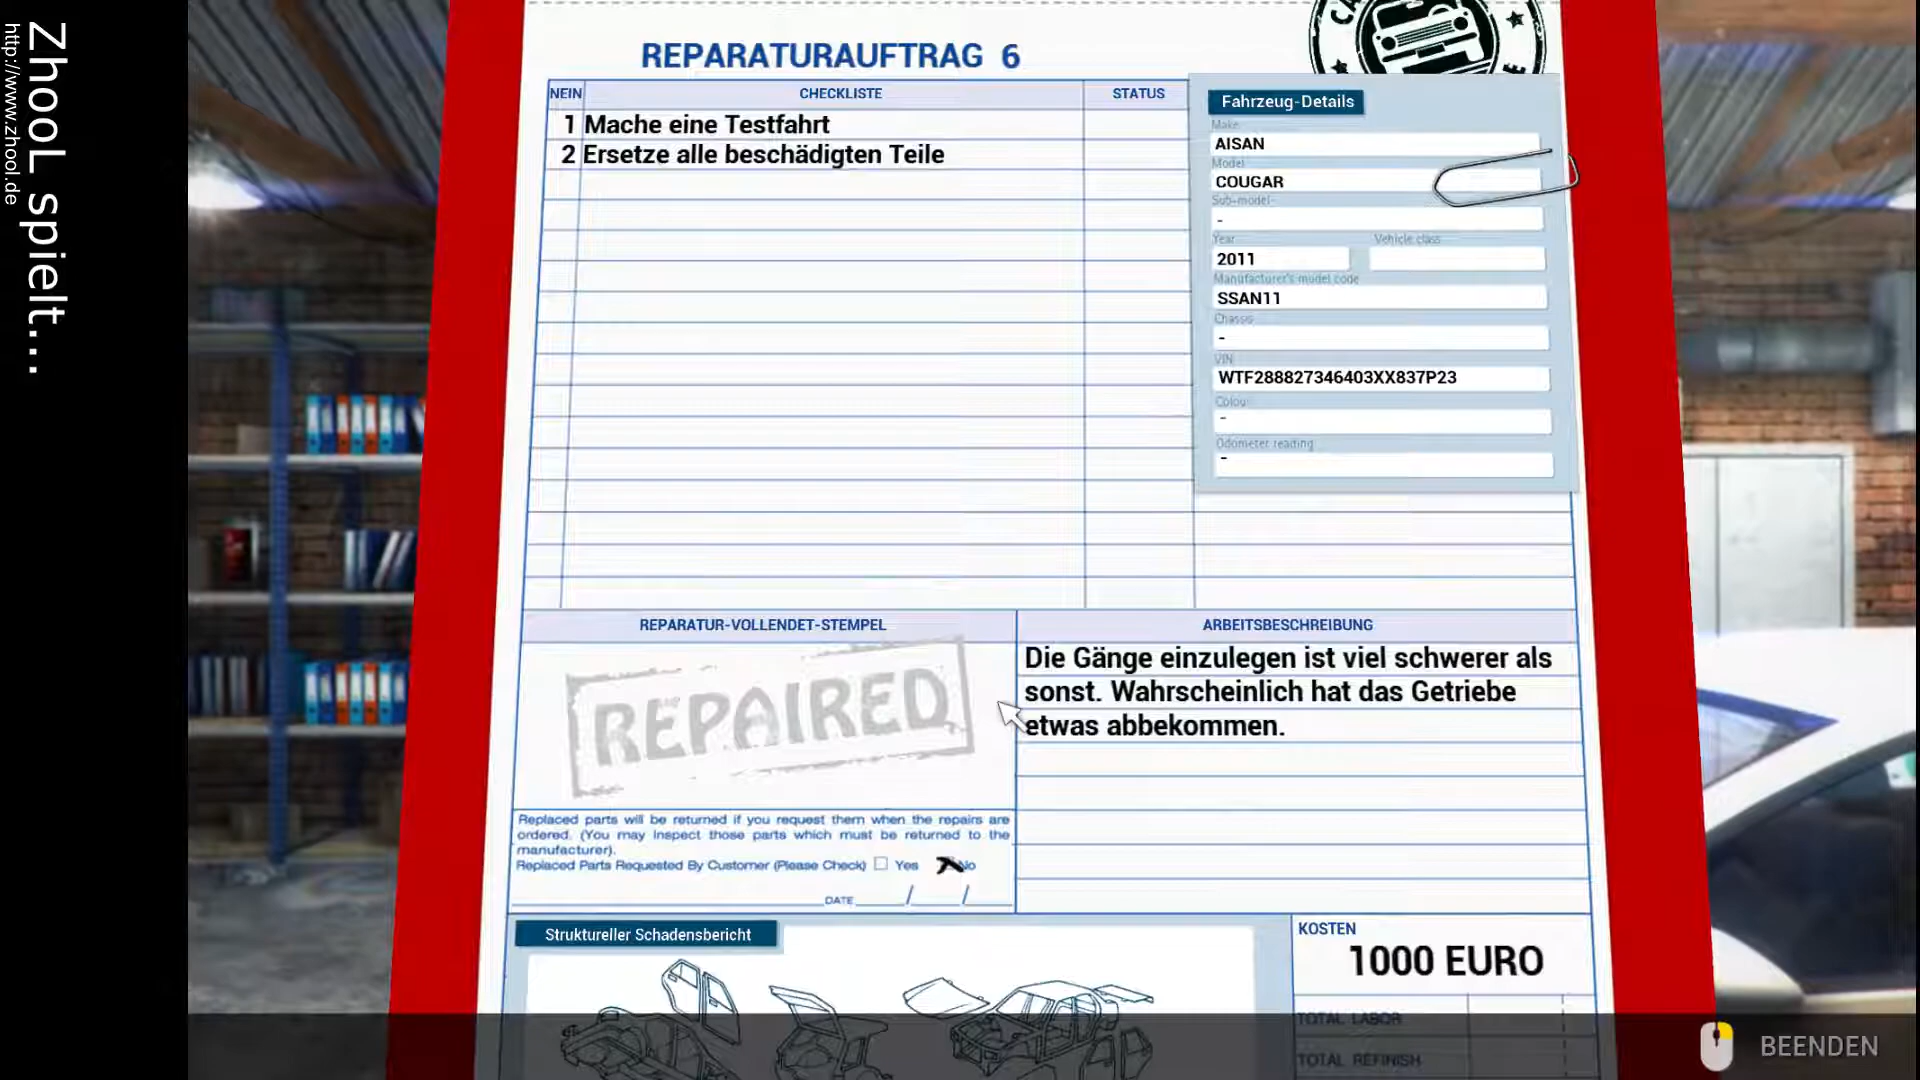 ZhooL spielt...
http://www.zhool.de
REPARATURAUFTRAG 6
NEIN CHECKLISTE STATUS
1 Mache eine Testfahrt
2 Ersetze alle beschädigten Teile
Fahrzeug-Details
Make
AISAN
Model
COUGAR
Sub-model
-
Year Vehicle class
2011
Manufacturer's model code
SSAN11
Chassis
-
VIN
WTF288827346403XX837P23
Colour
-
Odometer reading
-
REPARATUR-VOLLENDET-STEMPEL
REPAIRED
ARBEITSBESCHREIBUNG
Die Gänge einzulegen ist viel schwerer als
sonst. Wahrscheinlich hat das Getriebe
etwas abbekommen.
Replaced parts will be returned if you request them when the repairs are
ordered. (You may inspect those parts which must be returned to the
manufacturer).
Replaced Parts Requested By Customer (Please Check) Yes No
DATE / /
Struktureller Schadensbericht
KOSTEN
1000 EURO
TOTAL LABOR
TOTAL REFINISH
BEENDEN